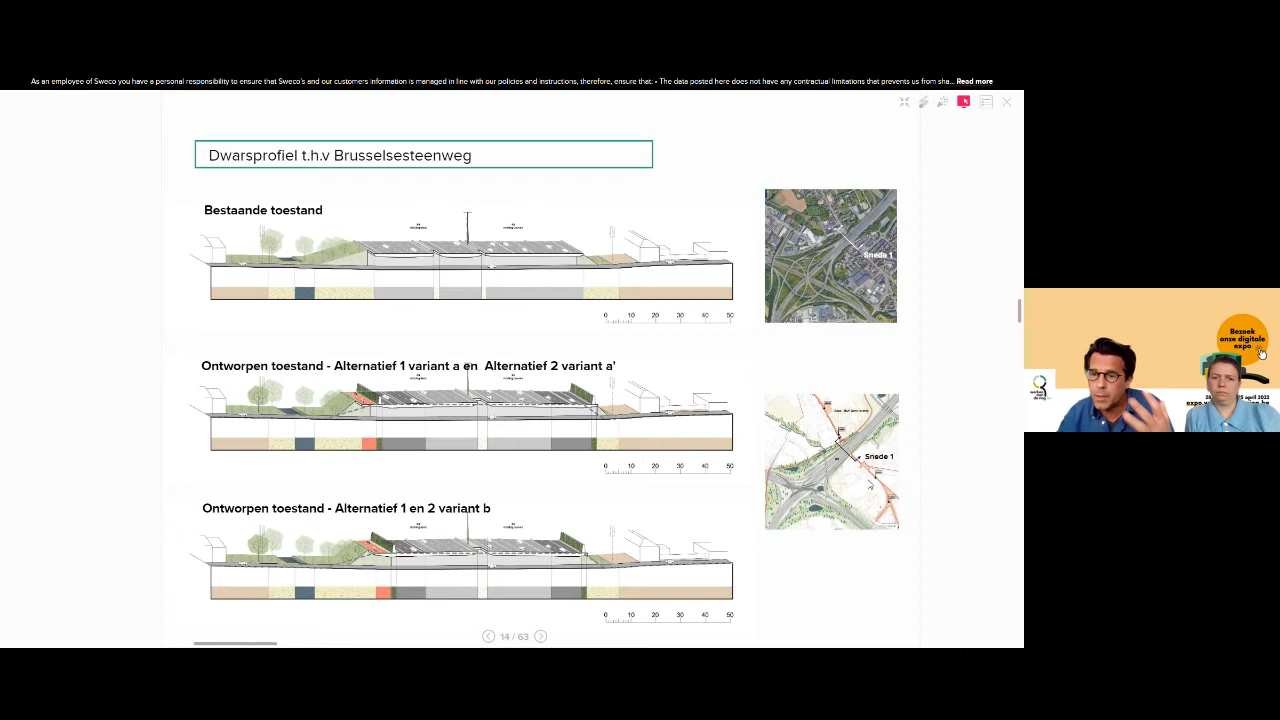 As an employee of Sweco you have a personal responsibility to ensure that Sweco's and our customers information is managed in line with our policies and instructions, therefore, ensure that: • The data posted here does not have any contractual limitations that prevents us from sha... Read more
Dwarsprofiel t.h.v Brusselsesteenweg
Bestaande toestand
Snede 1
0 10 20 30 40 50
Ontworpen toestand - Alternatief 1 variant a en Alternatief 2 variant a'
Snede 1
0 10 20 30 40 50
Ontworpen toestand - Alternatief 1 en 2 variant b
0 10 20 30 40 50
14 / 63
Bezoek
onze digitale
expo
april 2022